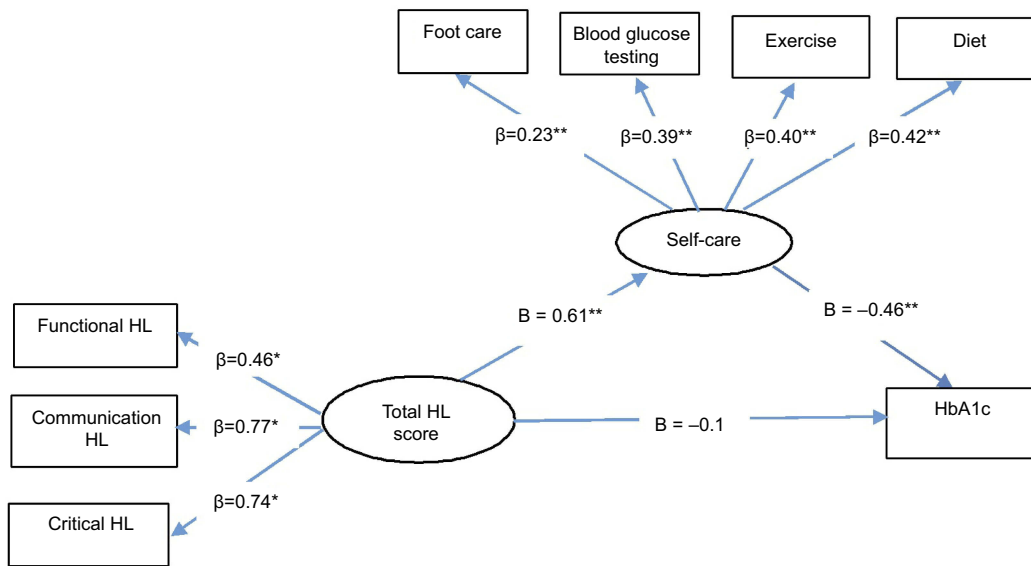 Foot care
Blood glucose
testing
Exercise
Diet
β=0.23**
β=0.39**
β=0.40**
β=0.42**
Self-care
B = 0.61**
B = –0.46**
Functional HL
β=0.46*
Communication
HL
β=0.77*
Total HL
score
B = –0.1
HbA1c
β=0.74*
Critical HL